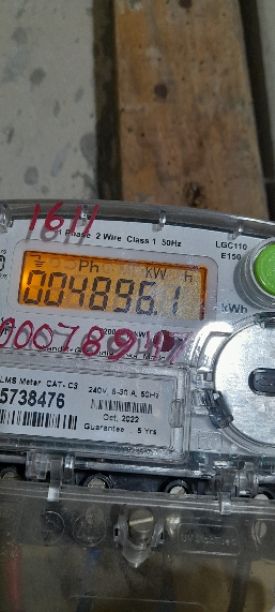 1611
1 Phase 2 Wire Class 1 50Hz
LGC110
E150
Ph kW H
004896.1
kWh
LMS Meter CAT- C3
5738476
240V, 5-30 A, 50Hz
Oct, 2022
Guarantee 5 Yrs